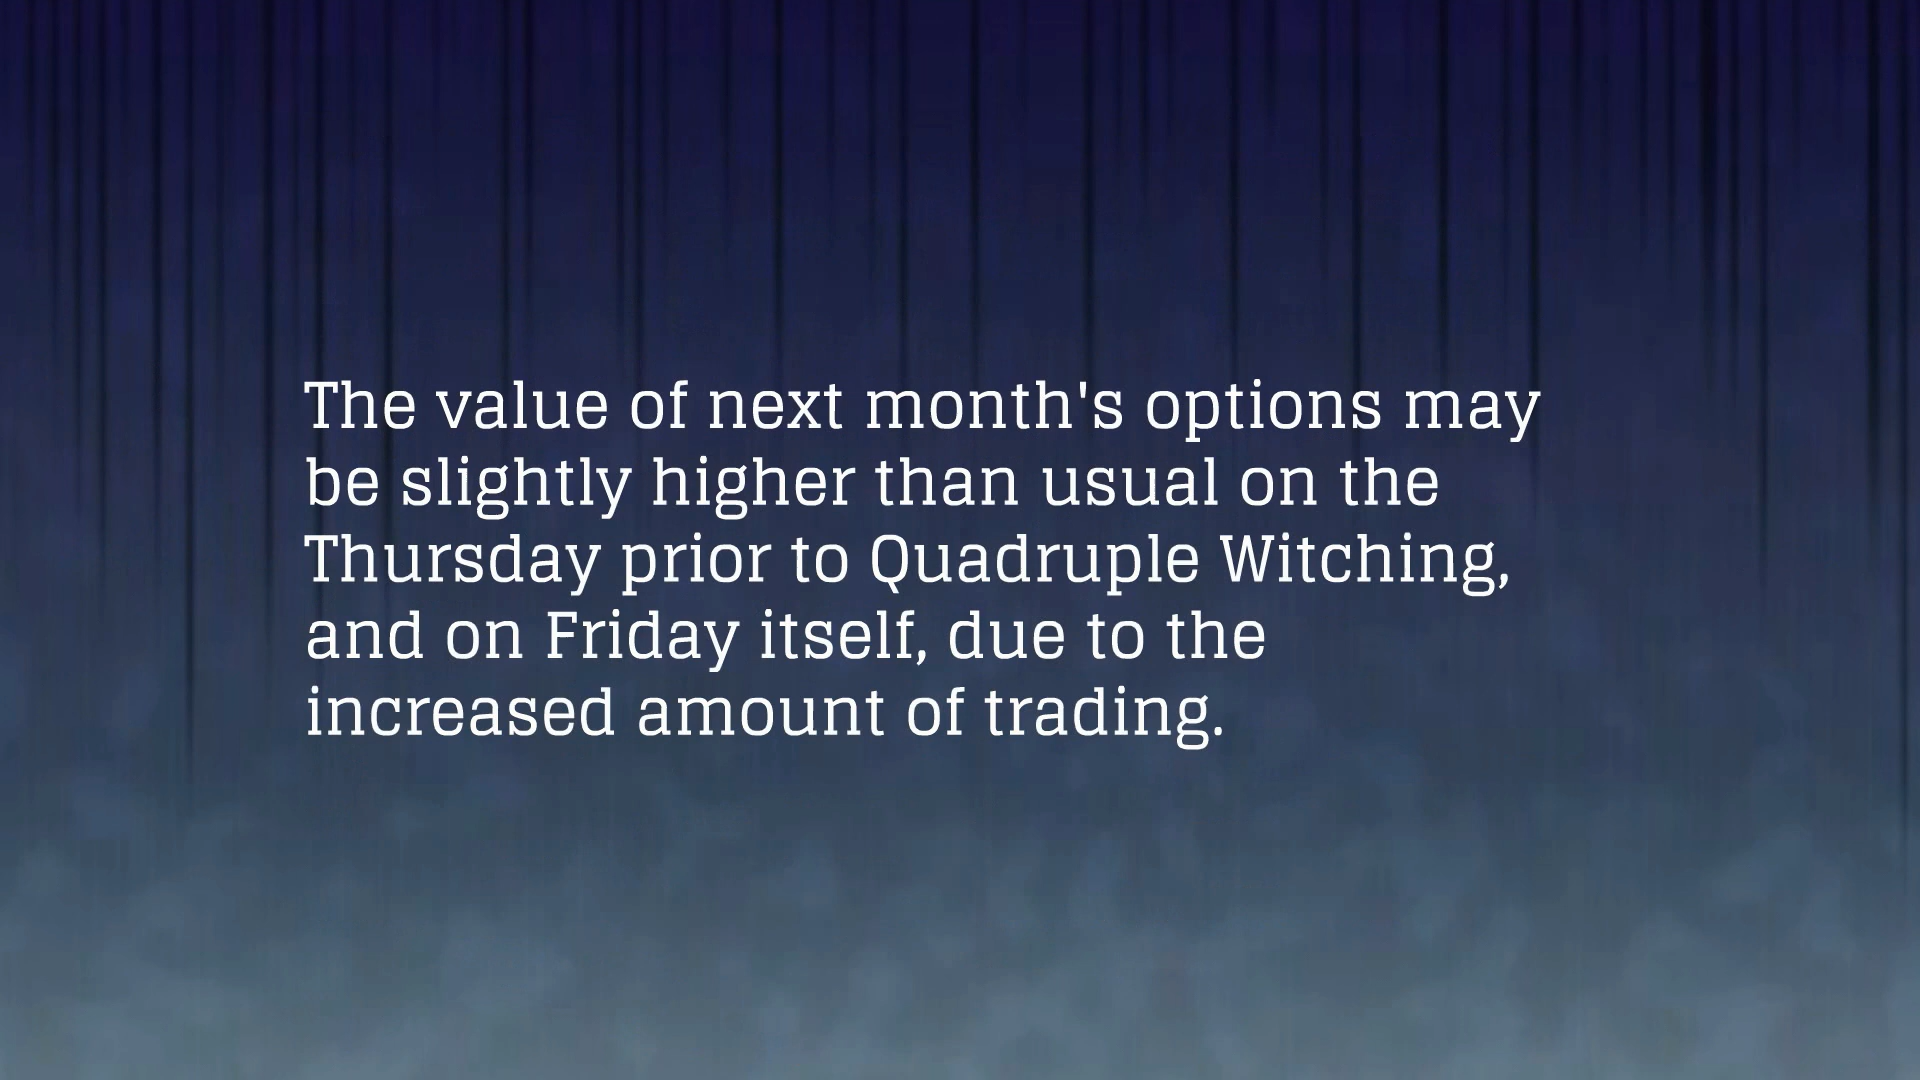 The value of next month's options may
be slightly higher than usual on the
Thursday prior to Quadruple Witching,
and on Friday itself, due to the
increased amount of trading.